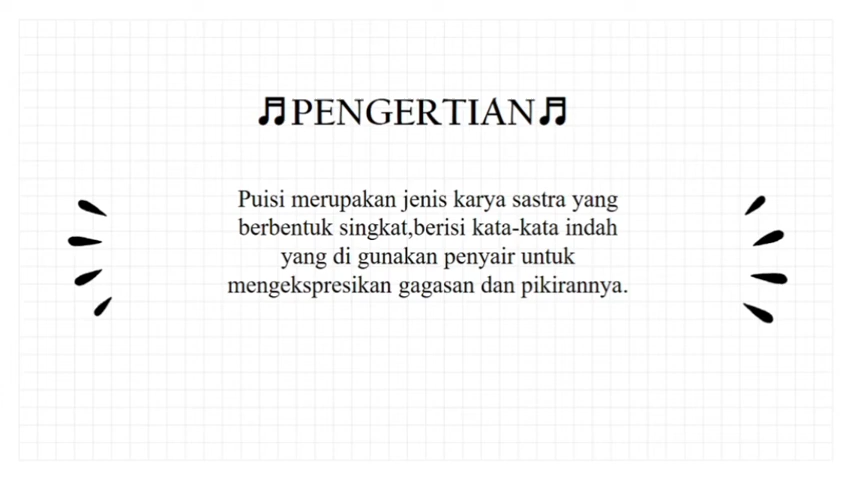 🎵PENGERTIAN🎵
Puisi merupakan jenis karya sastra yang
berbentuk singkat,berisi kata-kata indah
yang di gunakan penyair untuk
mengekspresikan gagasan dan pikirannya.